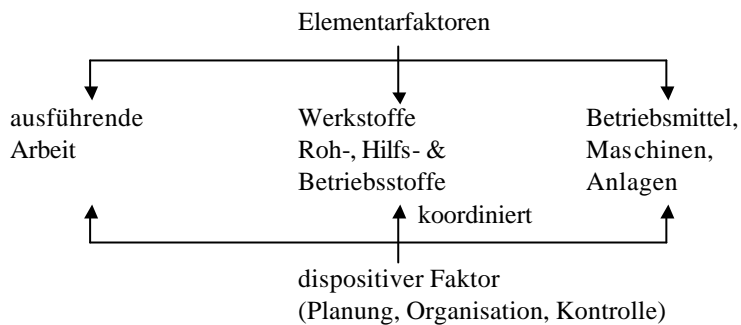 Elementarfaktoren
ausführende
Arbeit
Werkstoffe
Roh-, Hilfs- &
Betriebsstoffe
Betriebsmittel,
Maschinen,
Anlagen
koordiniert
dispositiver Faktor
(Planung, Organisation, Kontrolle)